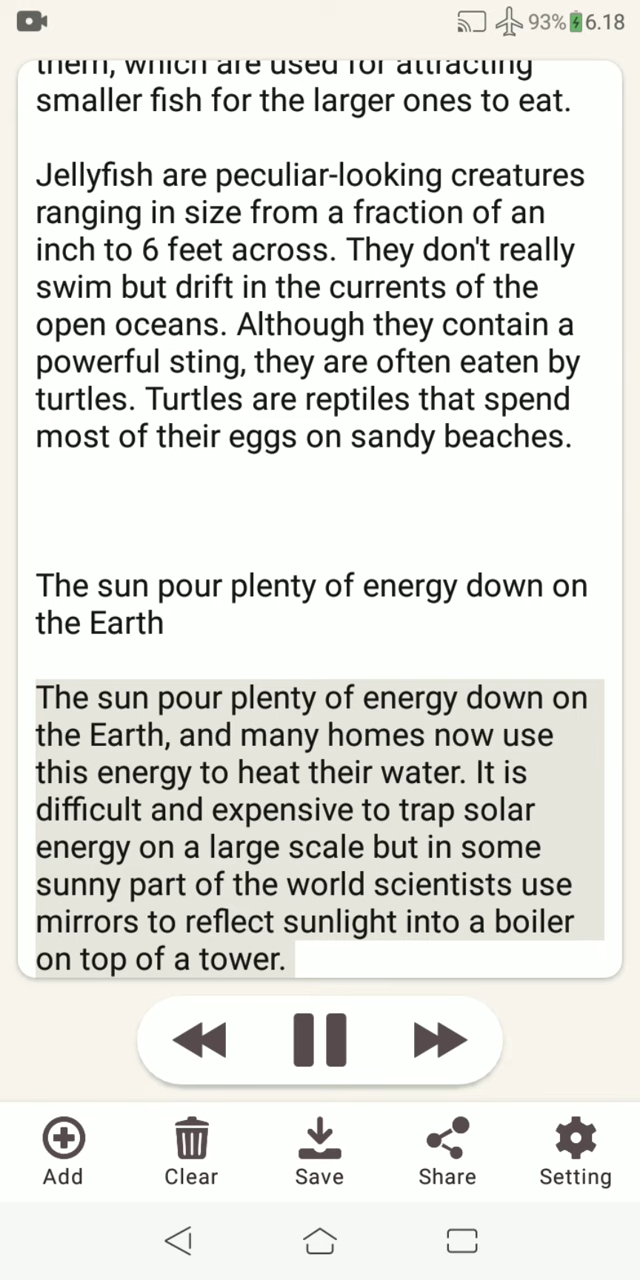 93% 6.18
them, which are used for attracting
smaller fish for the larger ones to eat.
Jellyfish are peculiar-looking creatures
ranging in size from a fraction of an
inch to 6 feet across. They don't really
swim but drift in the currents of the
open oceans. Although they contain a
powerful sting, they are often eaten by
turtles. Turtles are reptiles that spend
most of their eggs on sandy beaches.
The sun pour plenty of energy down on
the Earth
The sun pour plenty of energy down on
the Earth, and many homes now use
this energy to heat their water. It is
difficult and expensive to trap solar
energy on a large scale but in some
sunny part of the world scientists use
mirrors to reflect sunlight into a boiler
on top of a tower.
Add Clear Save Share Setting